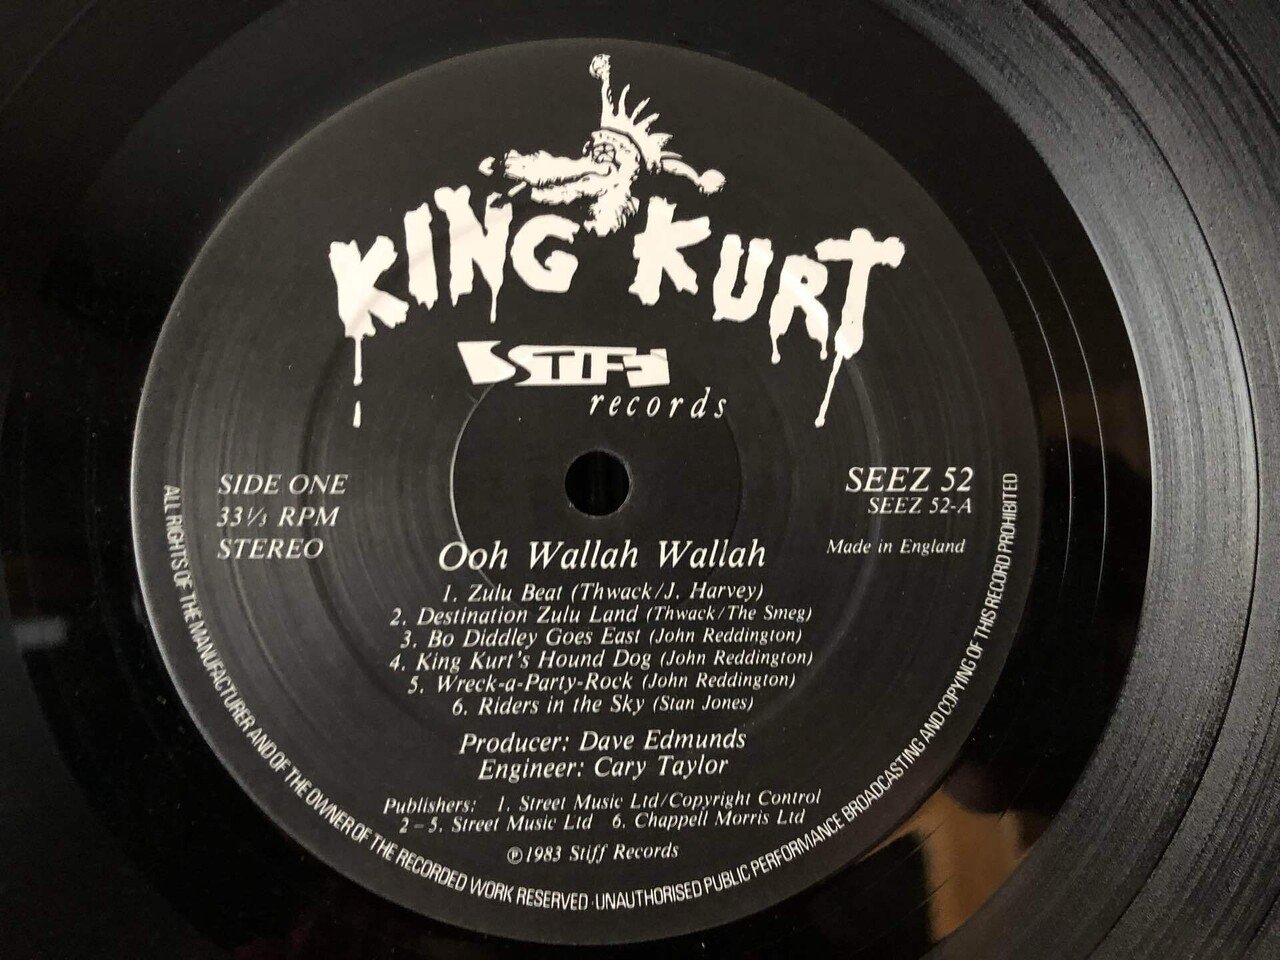 KING KURT
STIFF
records
SIDE ONE
33⅓ RPM
STEREO
SEEZ 52
SEEZ 52-A
Made in England
Ooh Wallah Wallah
1. Zulu Beat (Thwack/J. Harvey)
2. Destination Zulu Land (Thwack/The Smeg)
3. Bo Diddley Goes East (John Reddington)
4. King Kurt's Hound Dog (John Reddington)
5. Wreck-a-Party-Rock (John Reddington)
6. Riders in the Sky (Stan Jones)
Producer: Dave Edmunds
Engineer: Cary Taylor
Publishers: 1. Street Music Ltd/Copyright Control
2-5. Street Music Ltd 6. Chappell Morris Ltd
℗1983 Stiff Records
ALL RIGHTS OF THE MANUFACTURER AND OF THE OWNER OF THE RECORDED WORK RESERVED · UNAUTHORISED PUBLIC PERFORMANCE BROADCASTING AND COPYING OF THIS RECORD PROHIBITED